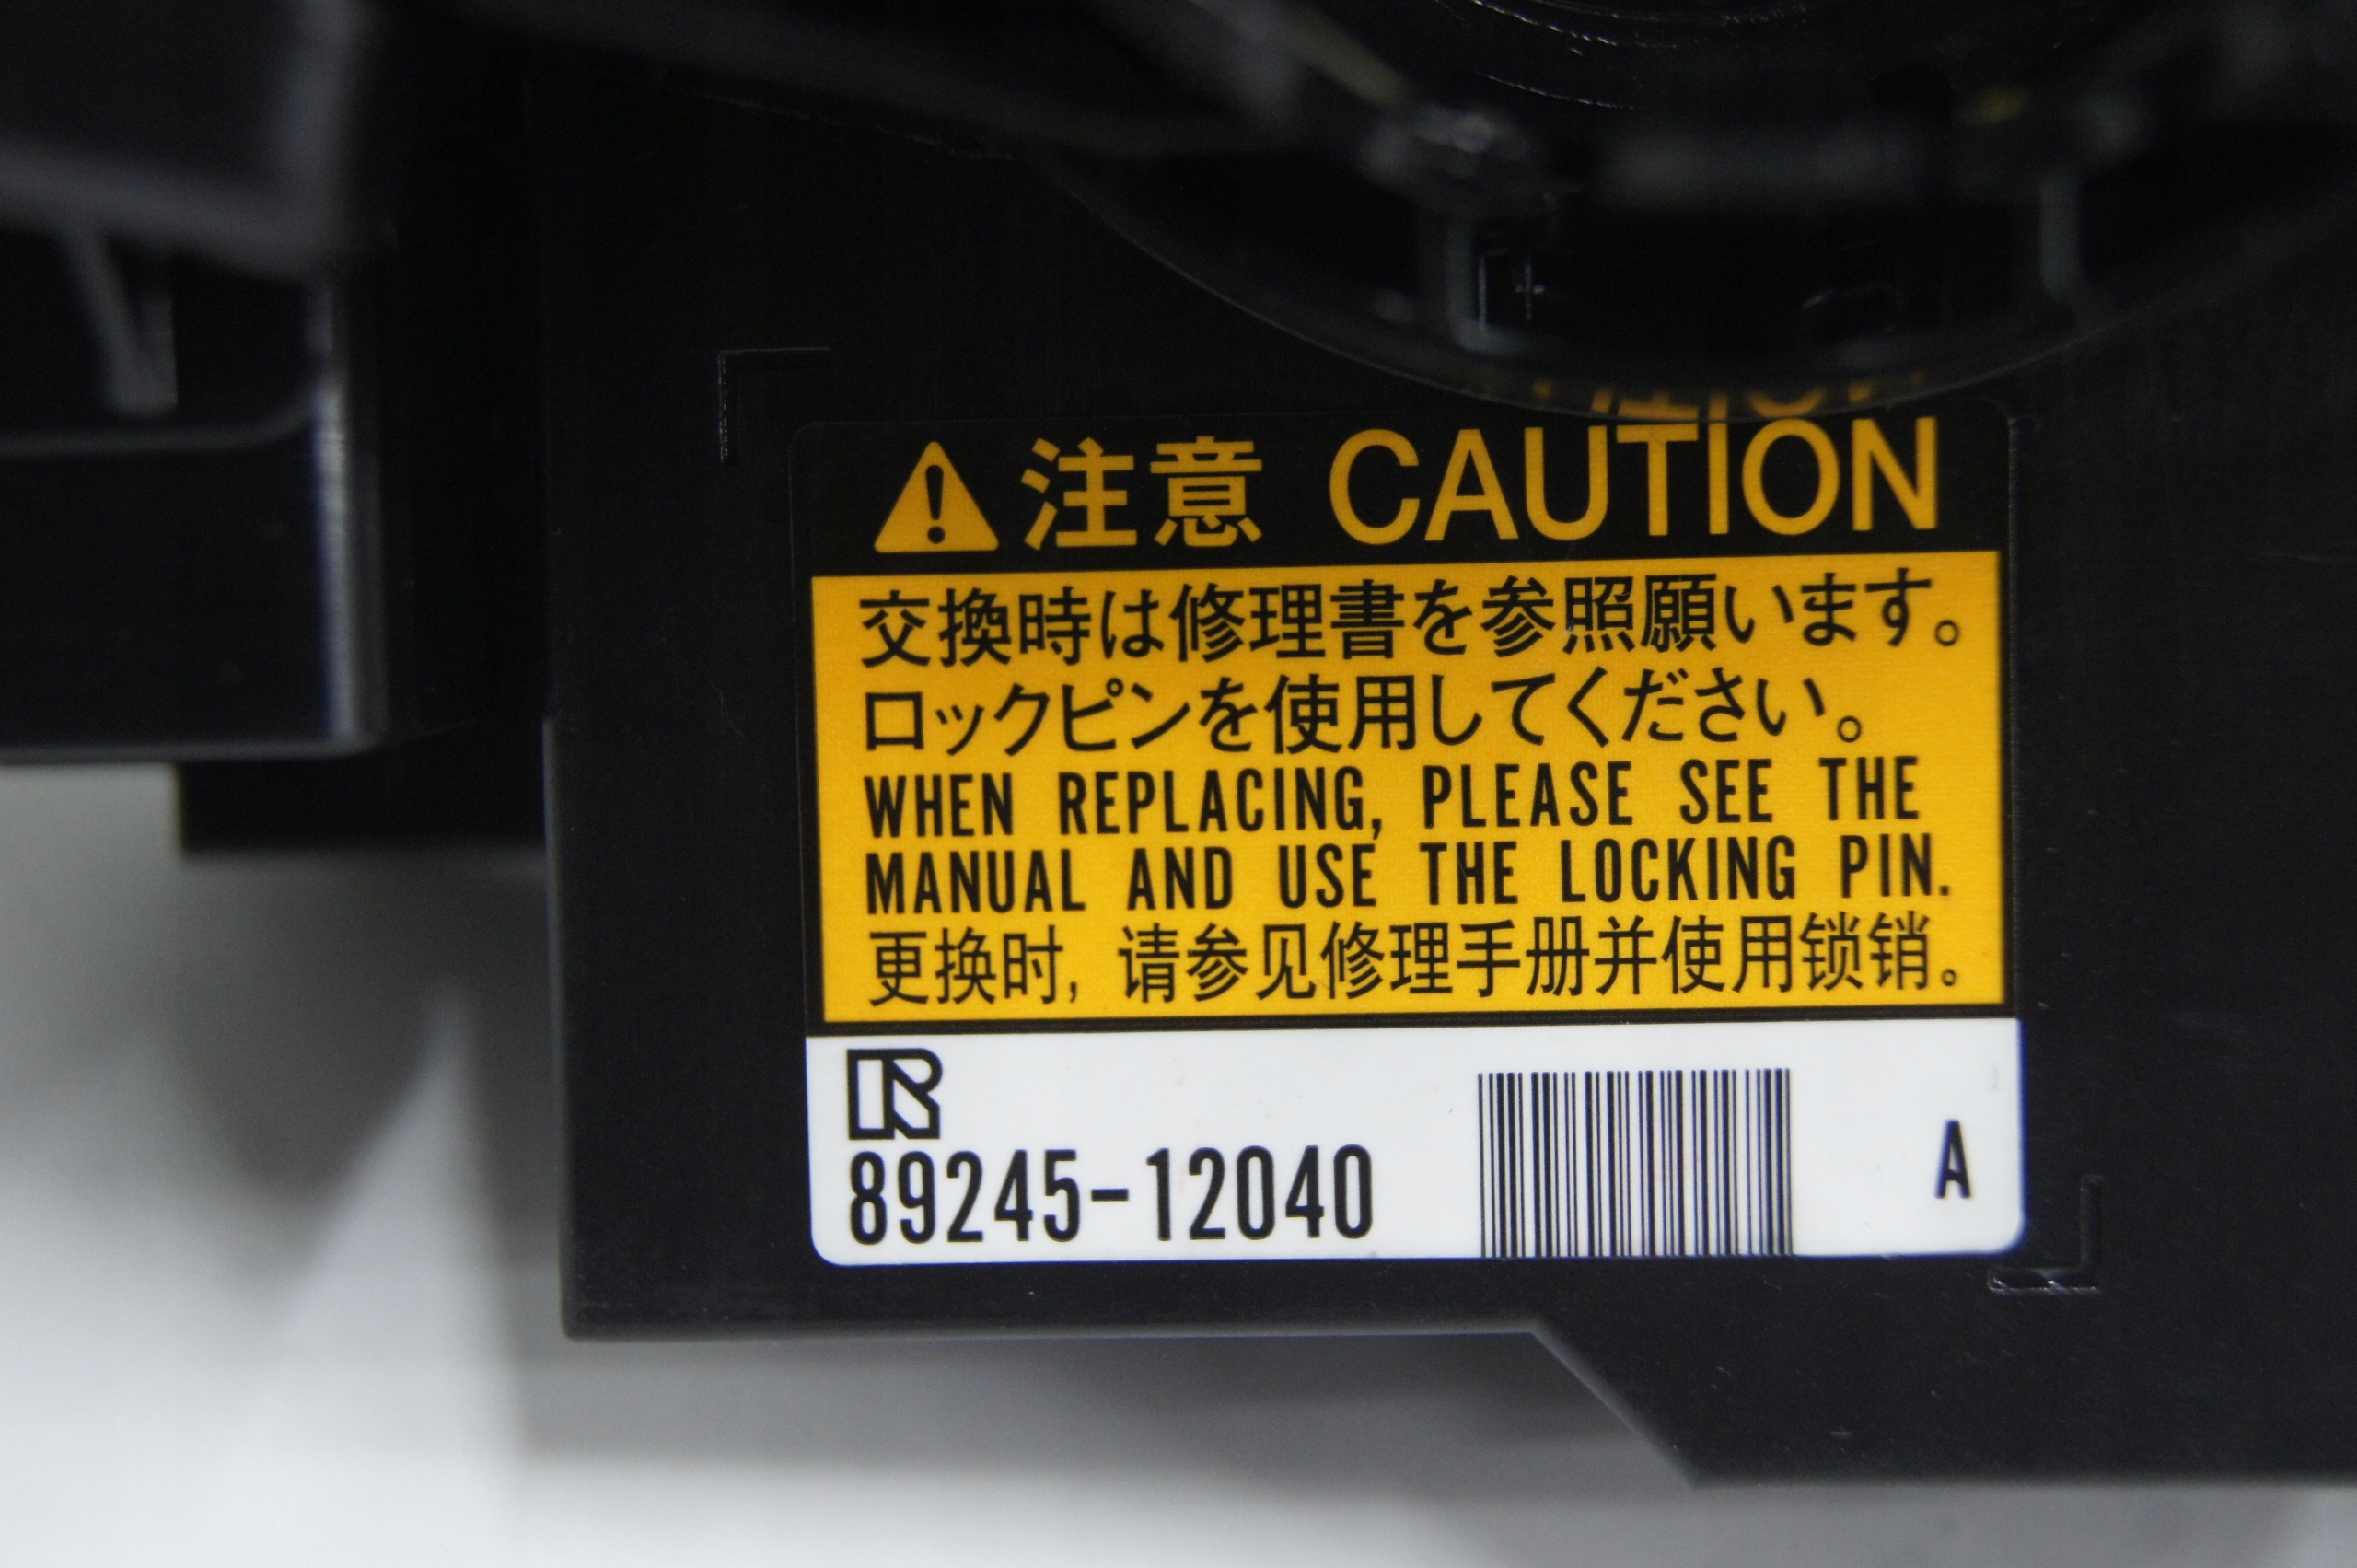 注意 CAUTION
交換時は修理書を参照願います。
ロックピンを使用してください。
WHEN REPLACING, PLEASE SEE THE
MANUAL AND USE THE LOCKING PIN.
更换时, 请参见修理手册并使用锁销。
R
89245-12040 A